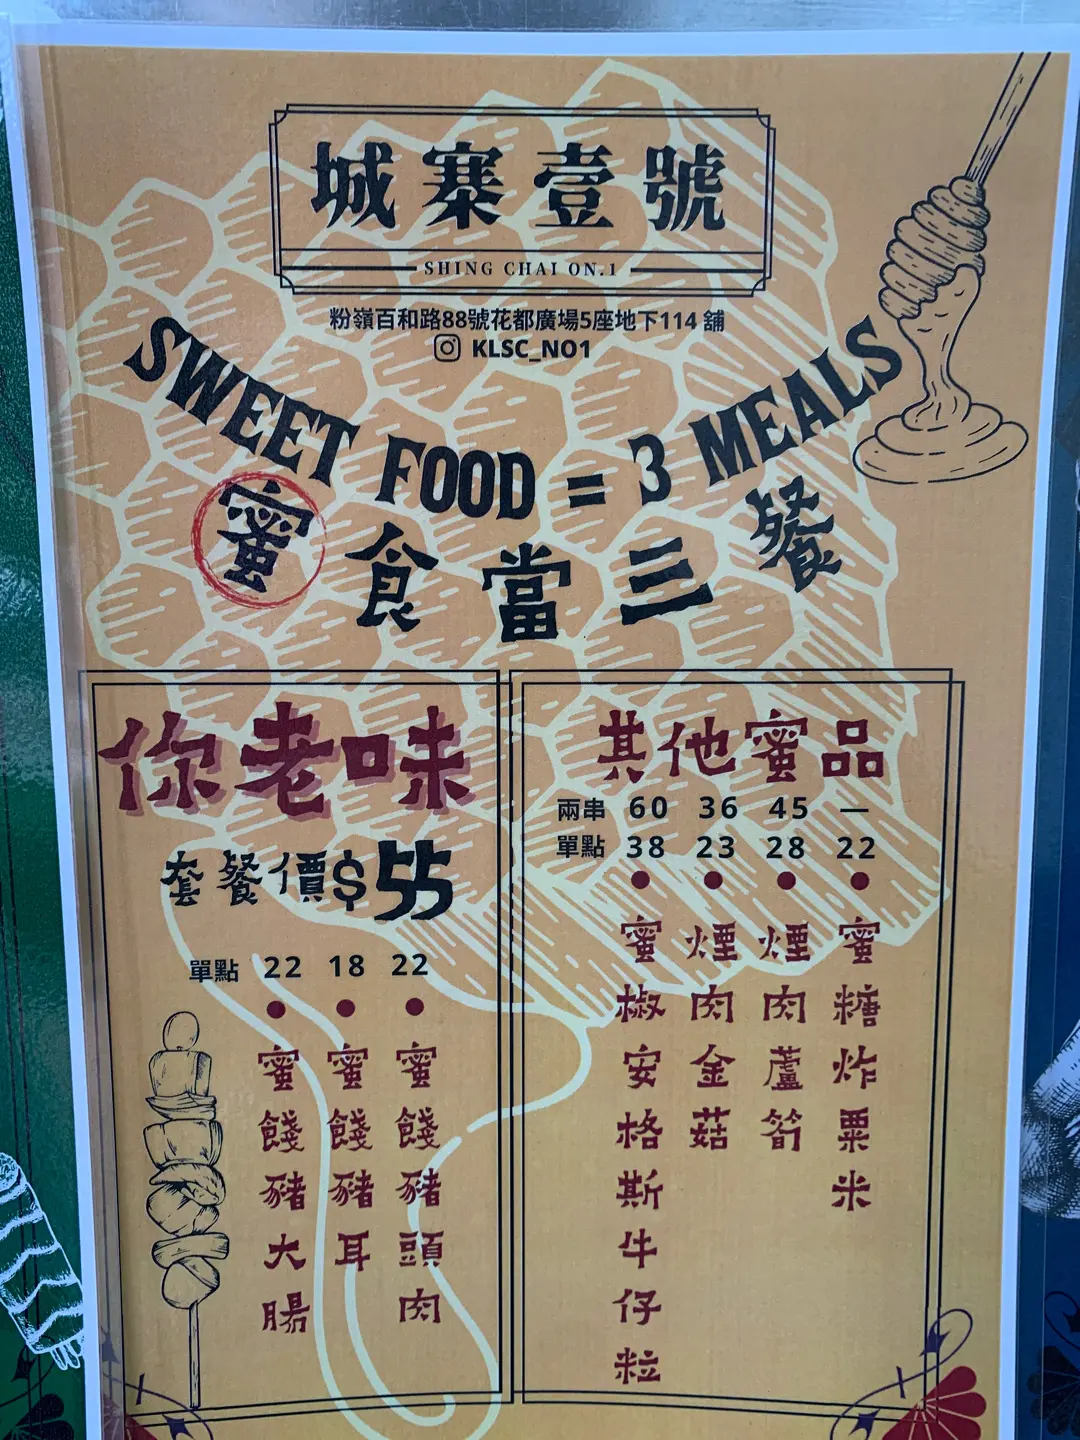 城寨壹號
SHING CHAI ON.1
粉嶺百和路88號花都廣場5座地下114 舖
KLSC_NO1
SWEET FOOD = 3 MEALS
蜜食當三餐
你老味
套餐價$55
單點 22 18 22
蜜餞豬大腸
蜜餞豬耳
蜜餞豬頭肉
其他蜜品
兩串 60 36 45 —
單點 38 23 28 22
蜜椒安格斯牛仔粒
煙肉金菇
煙肉蘆筍
蜜糖炸粟米